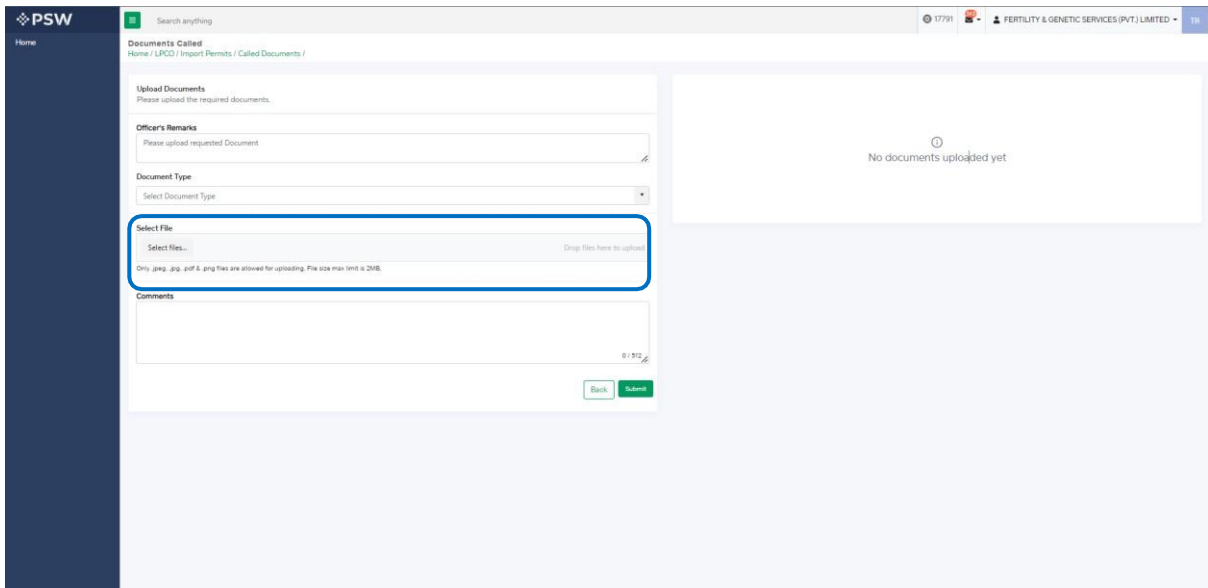 PSW
Search anything
17791
FERTILITY & GENETIC SERVICES (PVT.) LIMITED
TR
Home
Documents Called
Home / LPCO / Import Permits / Called Documents /
Upload Documents
Please upload the required documents.
Officer's Remarks
Please upload requested Document
No documents uploaded yet
Document Type
Select Document Type
Select File
Select files...
Drop files here to upload
Only .jpeg, .jpg, .pdf & .png files are allowed for uploading. File size max limit is 2MB.
Comments
0 / 512
Back
Submit